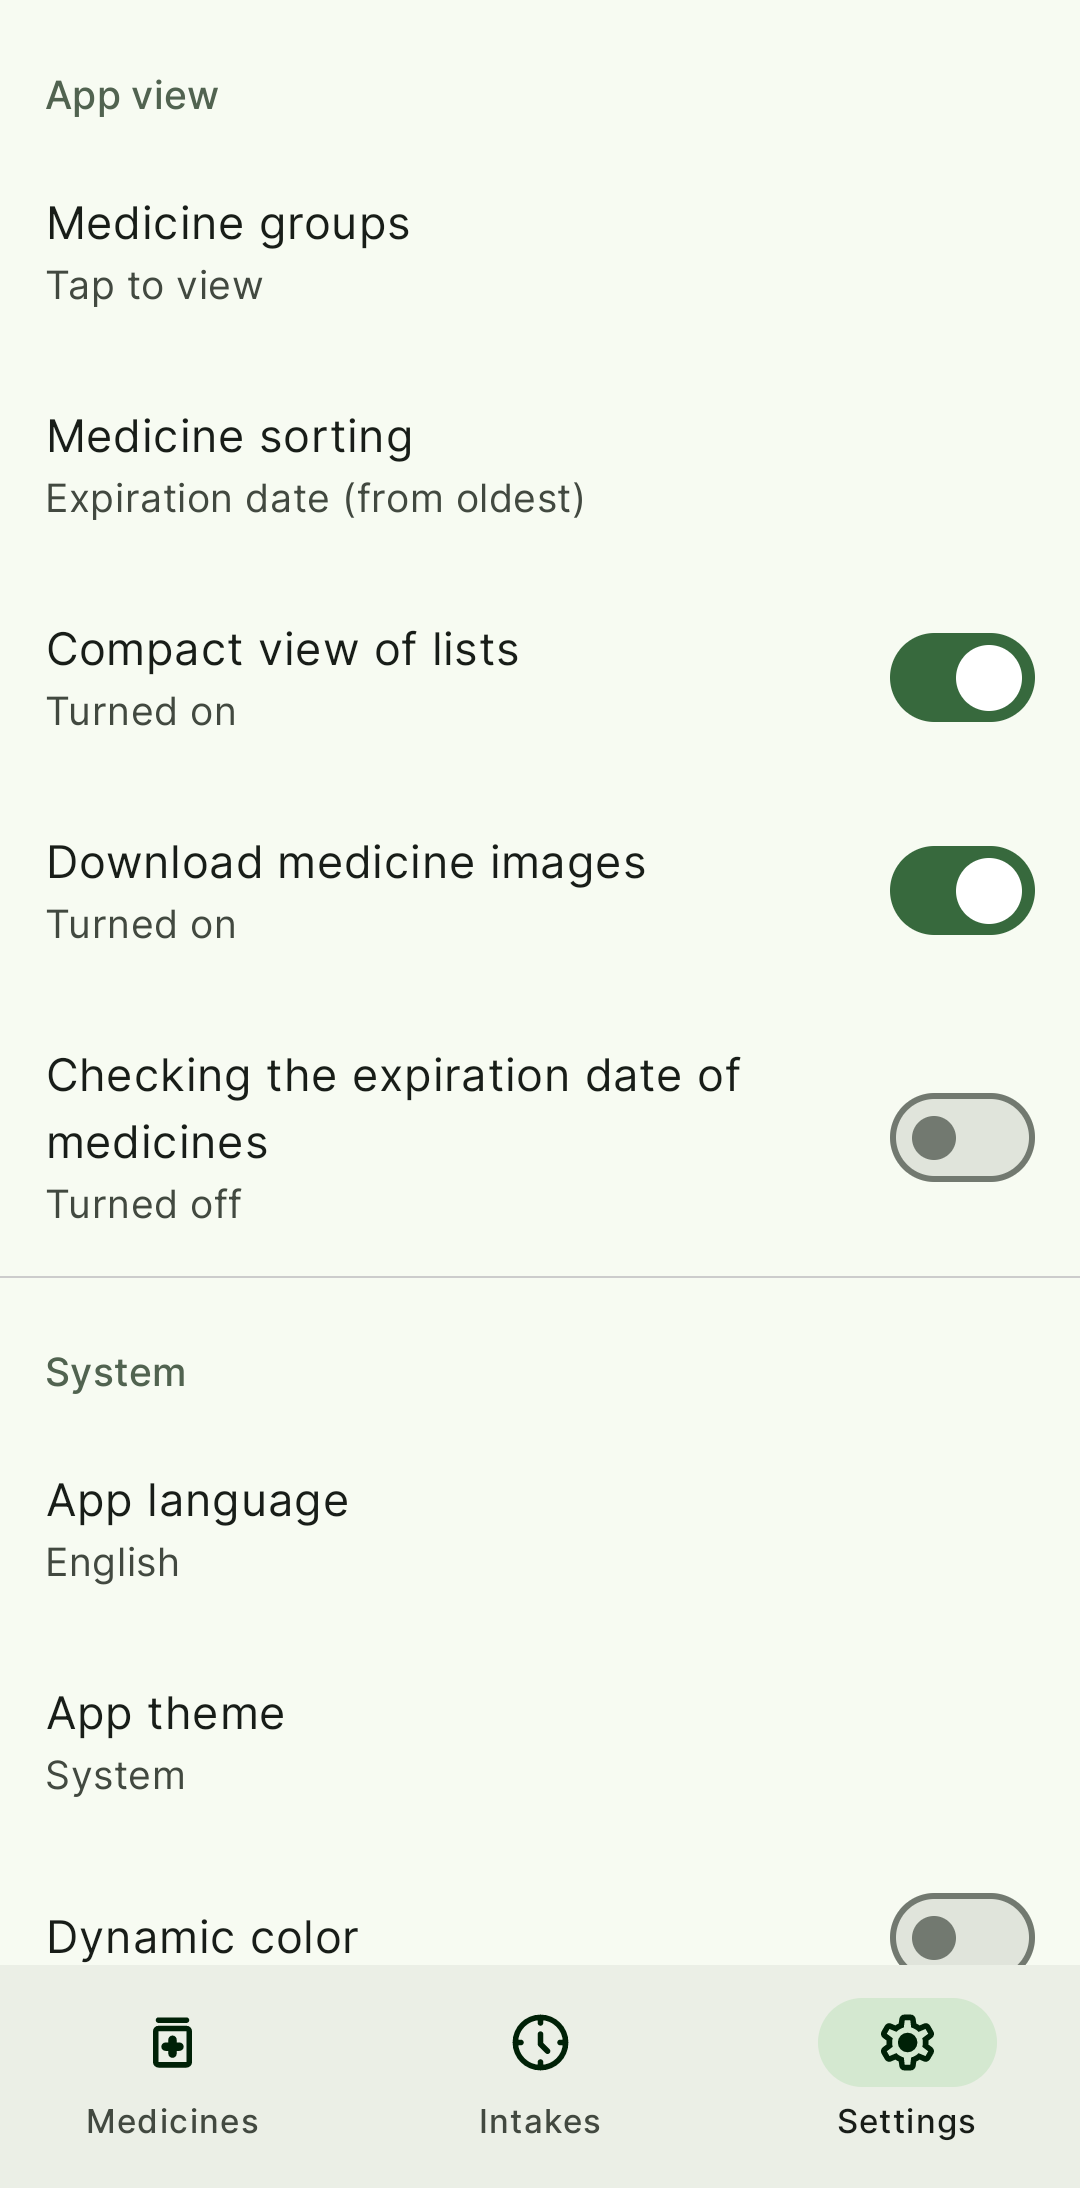 App view
Medicine groups
Tap to view
Medicine sorting
Expiration date (from oldest)
Compact view of lists
Turned on
Download medicine images
Turned on
Checking the expiration date of
medicines
Turned off
System
App language
English
App theme
System
Dynamic color
Medicines
Intakes
Settings